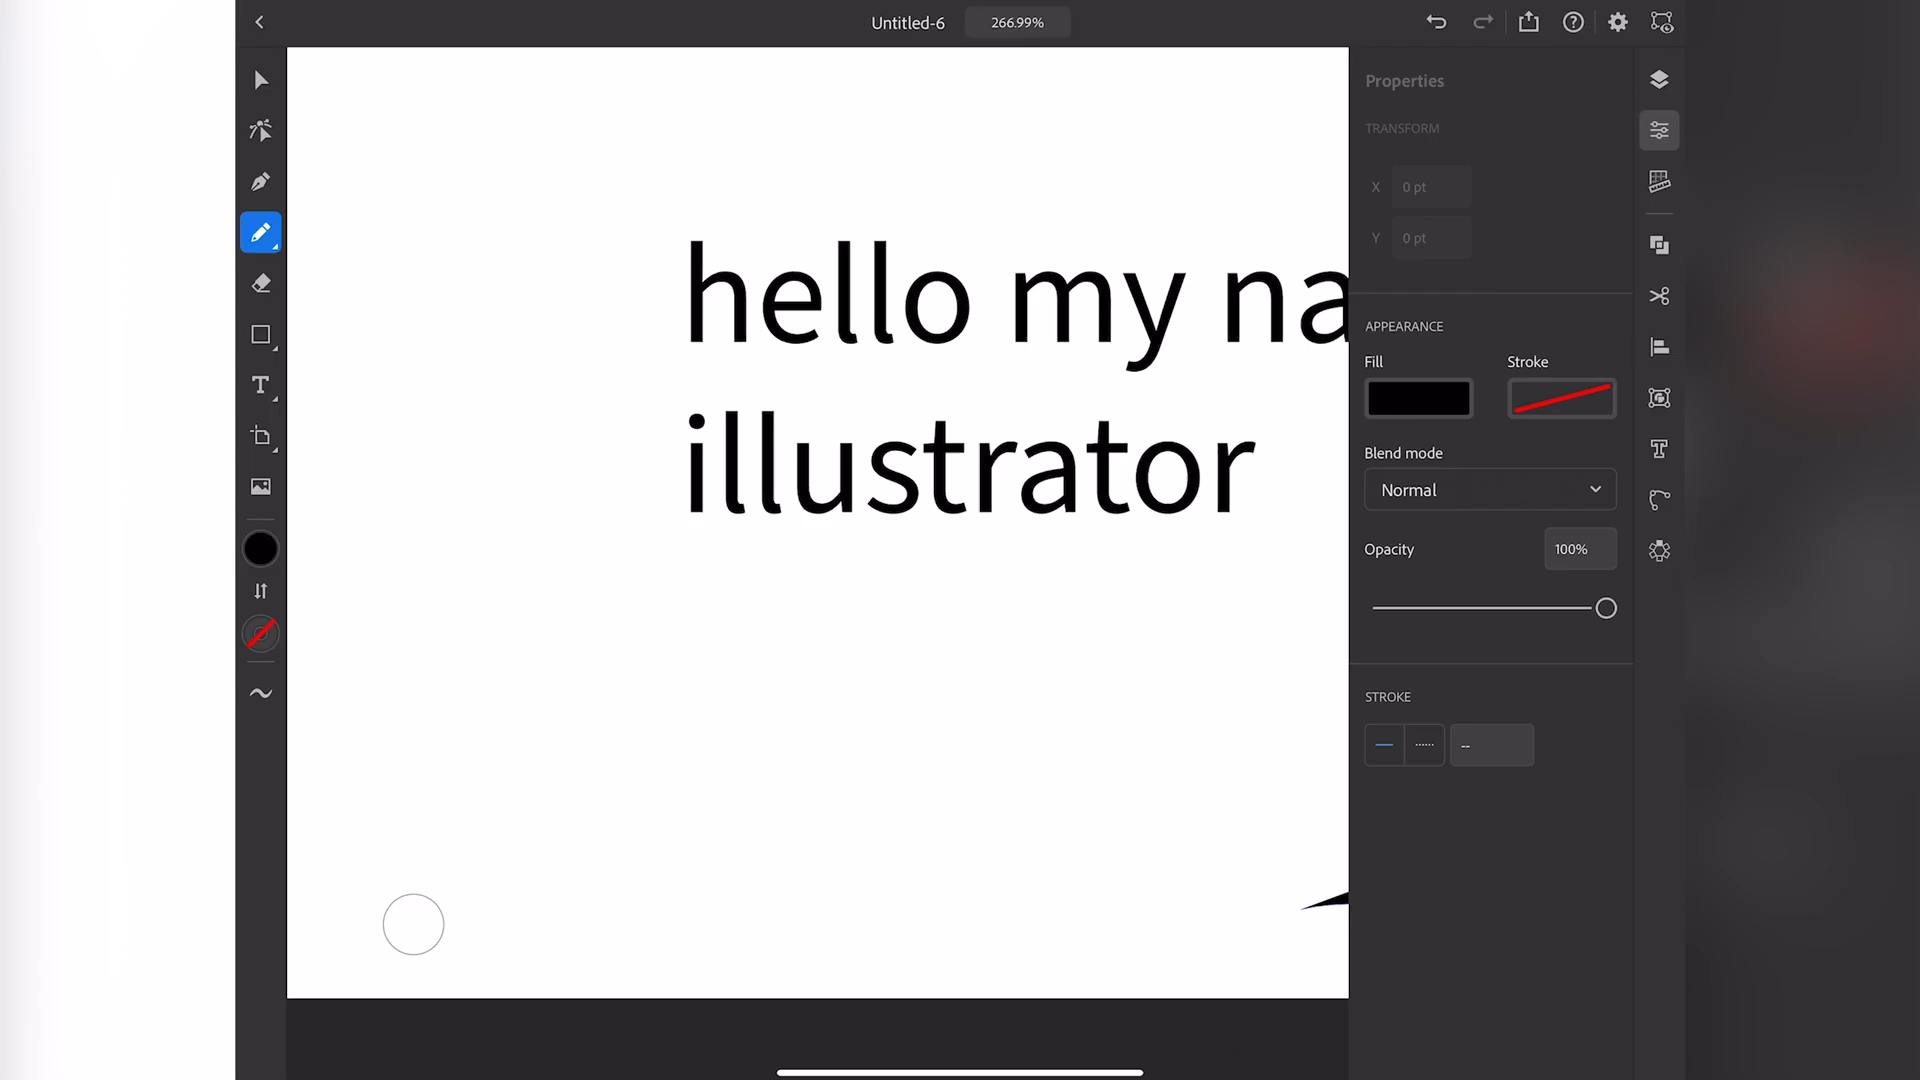 Untitled-6
266.99%
Properties
TRANSFORM
X 0 pt
Y 0 pt
hello my na
illustrator
APPEARANCE
Fill Stroke
Blend mode
Normal
Opacity 100%
STROKE
--